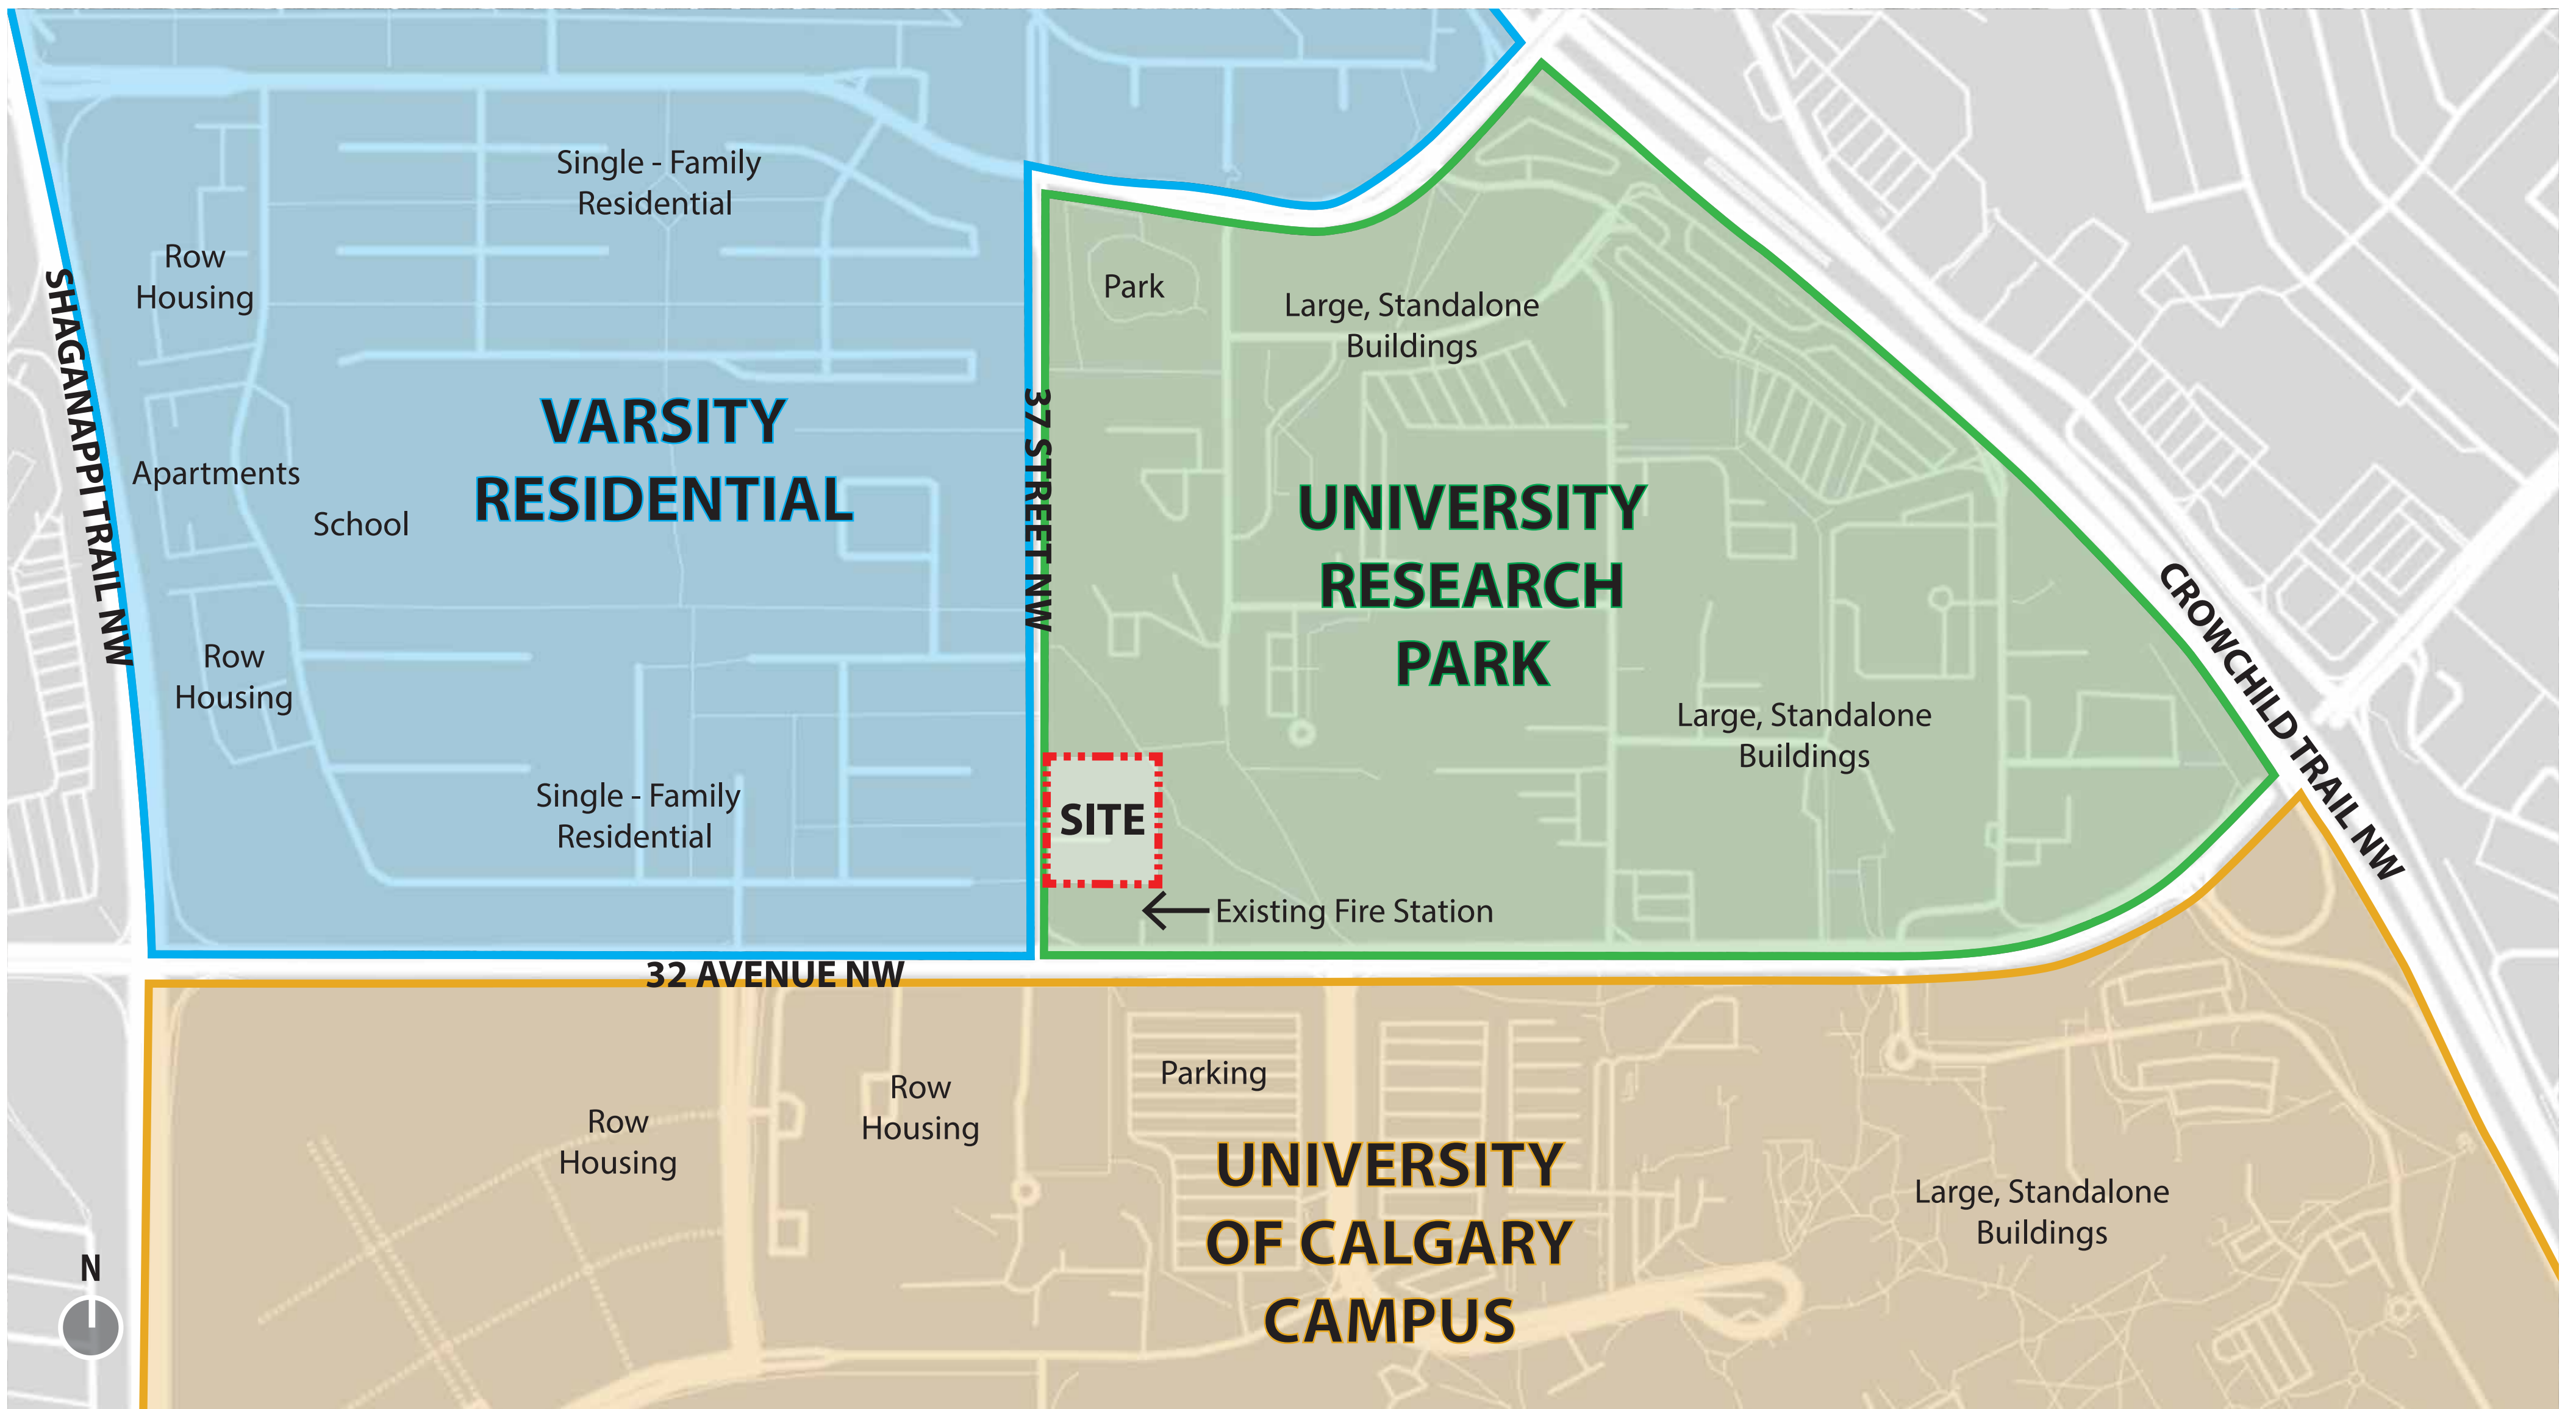 Single - Family
Residential
Row
Housing
Park
Large, Standalone
Buildings
SHAGANAPPI TRAIL NW
VARSITY
RESIDENTIAL
37 STREET NW
Apartments
School
UNIVERSITY
RESEARCH
PARK
CROWCHILD TRAIL NW
Row
Housing
Large, Standalone
Buildings
Single - Family
Residential
SITE
Existing Fire Station
32 AVENUE NW
Row
Housing
Row
Housing
Parking
UNIVERSITY
OF CALGARY
CAMPUS
Large, Standalone
Buildings
N